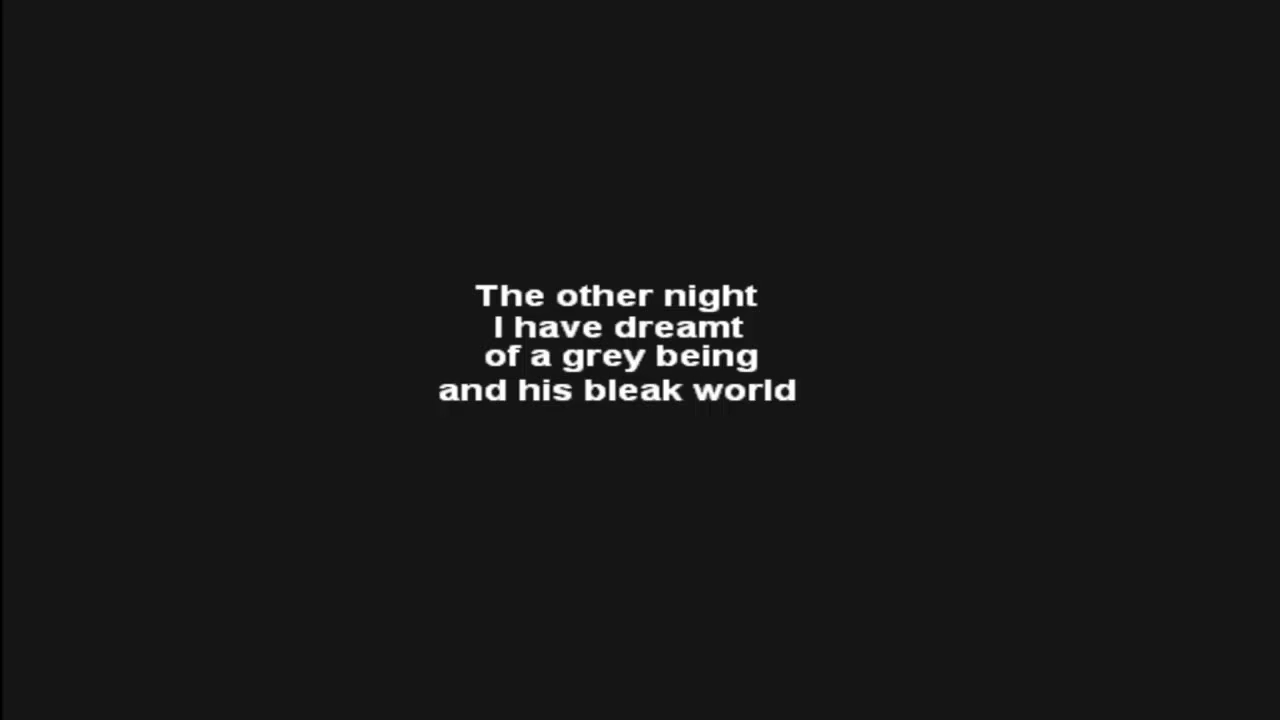 The other night
I have dreamt
of a grey being
and his bleak world